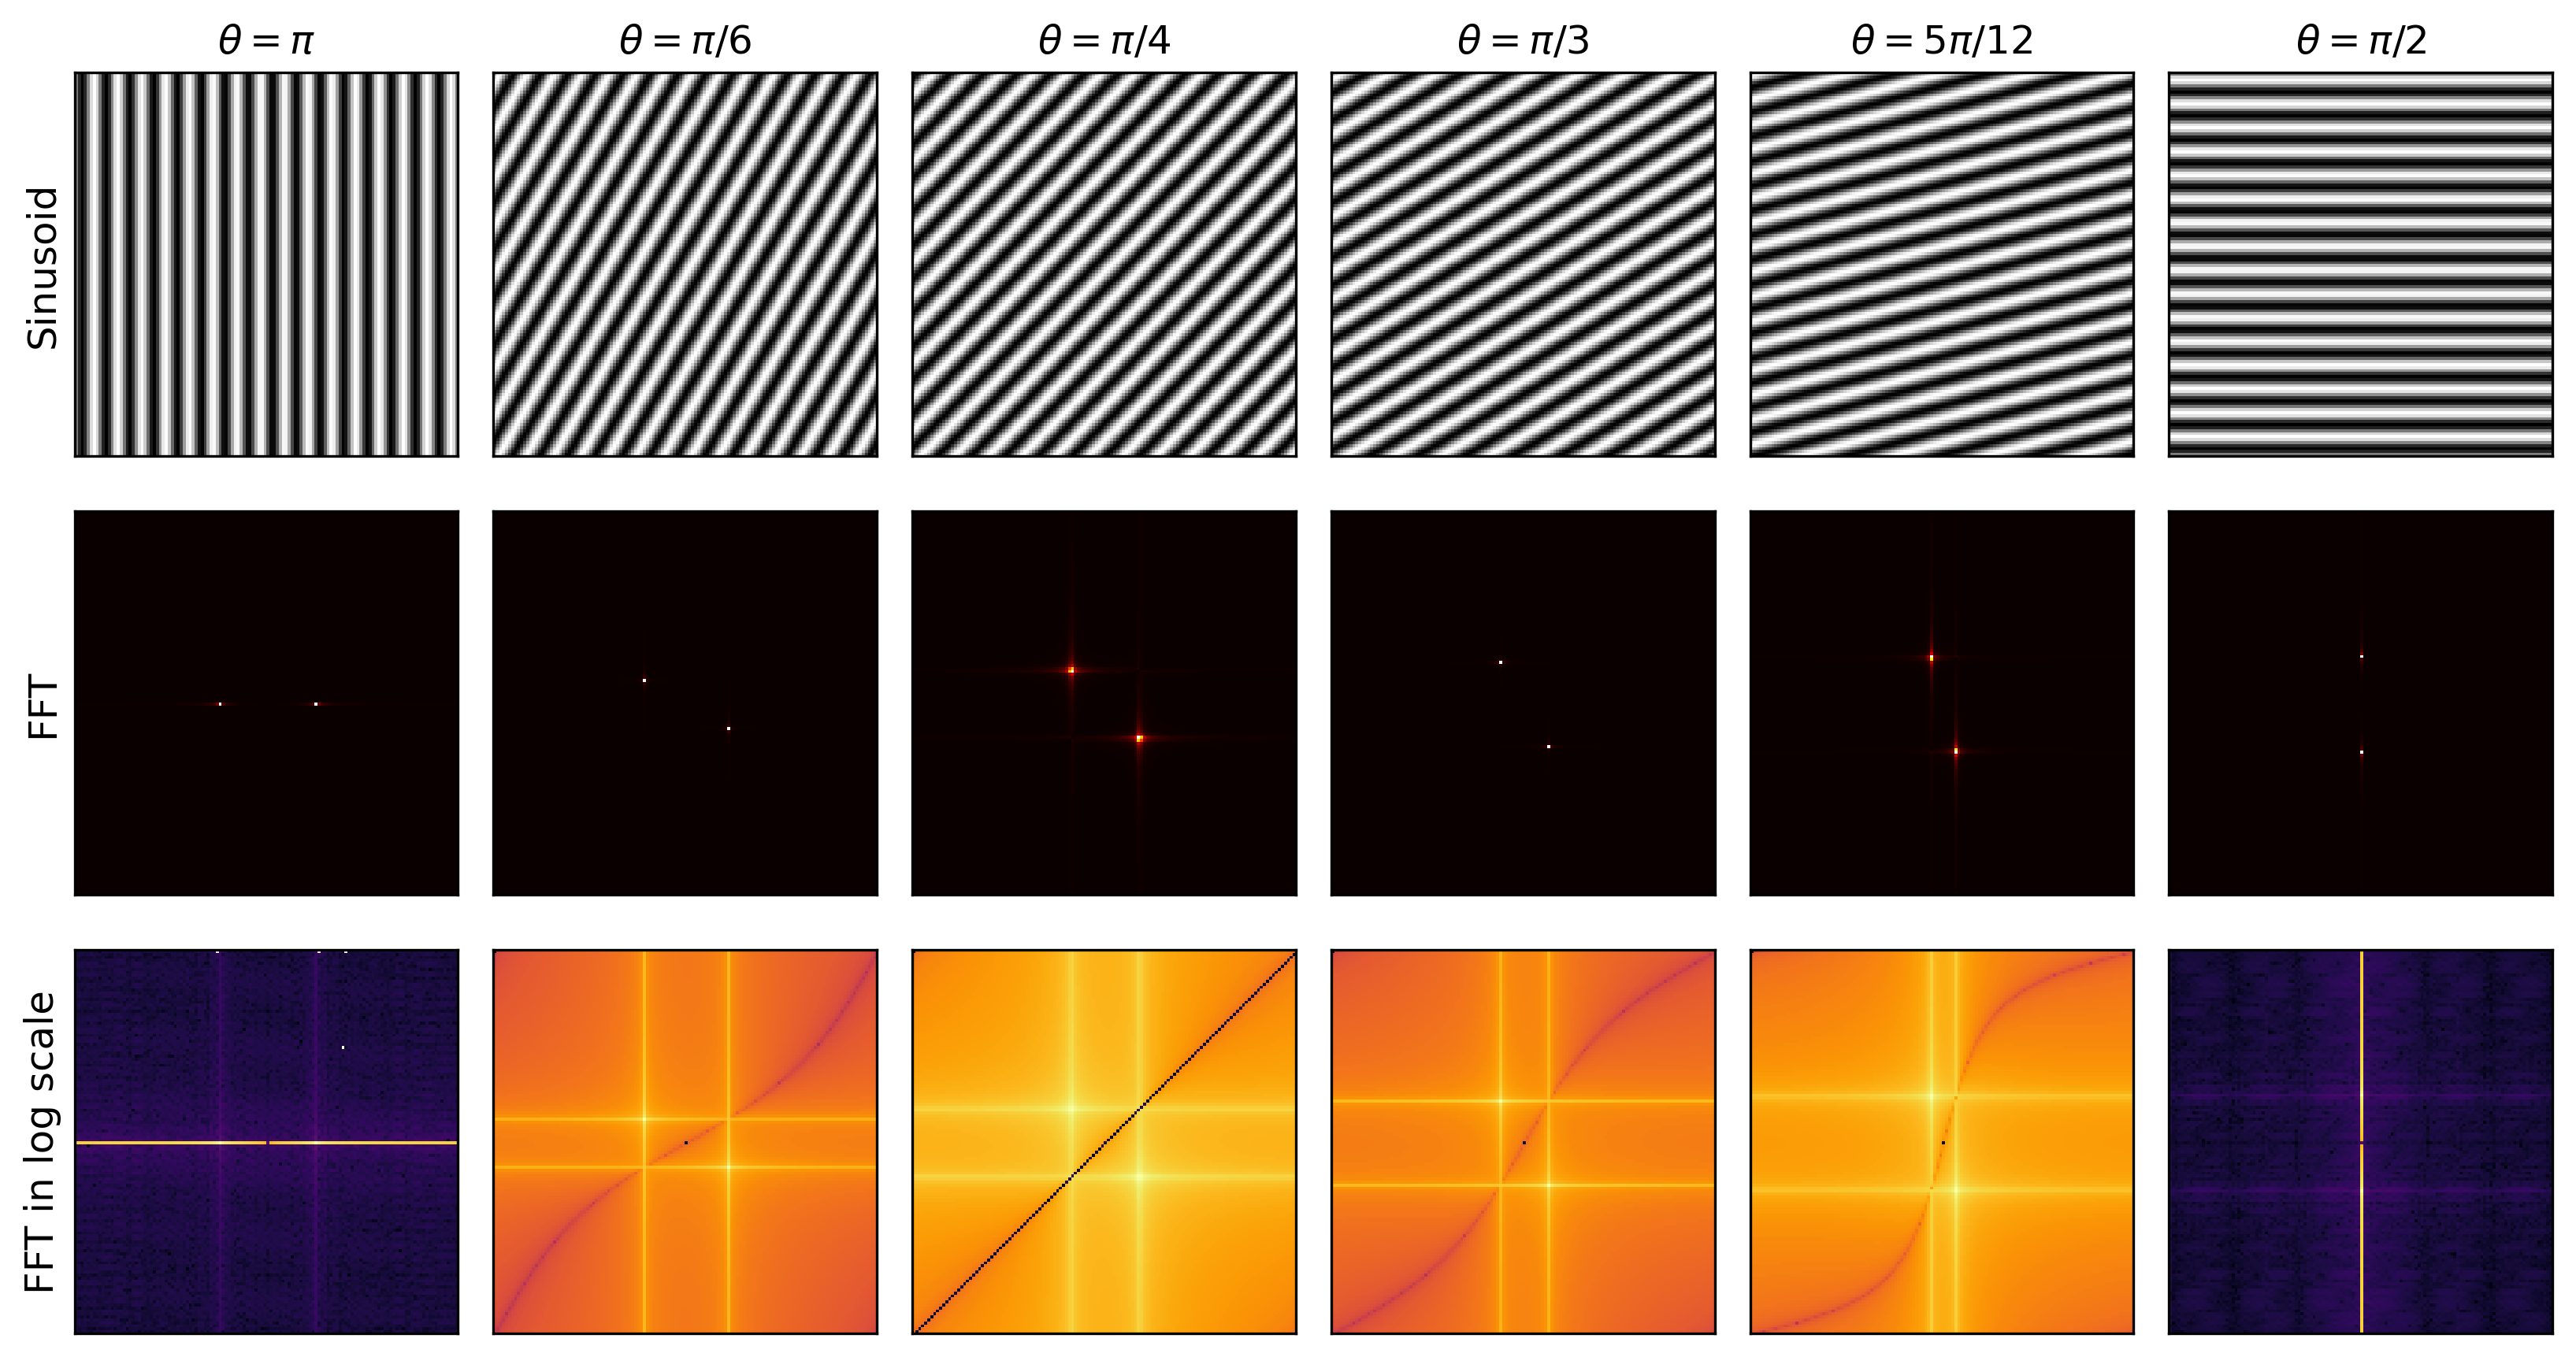 θ = π
θ = π/6
θ = π/4
θ = π/3
θ = 5π/12
θ = π/2
Sinusoid
FFT
FFT in log scale